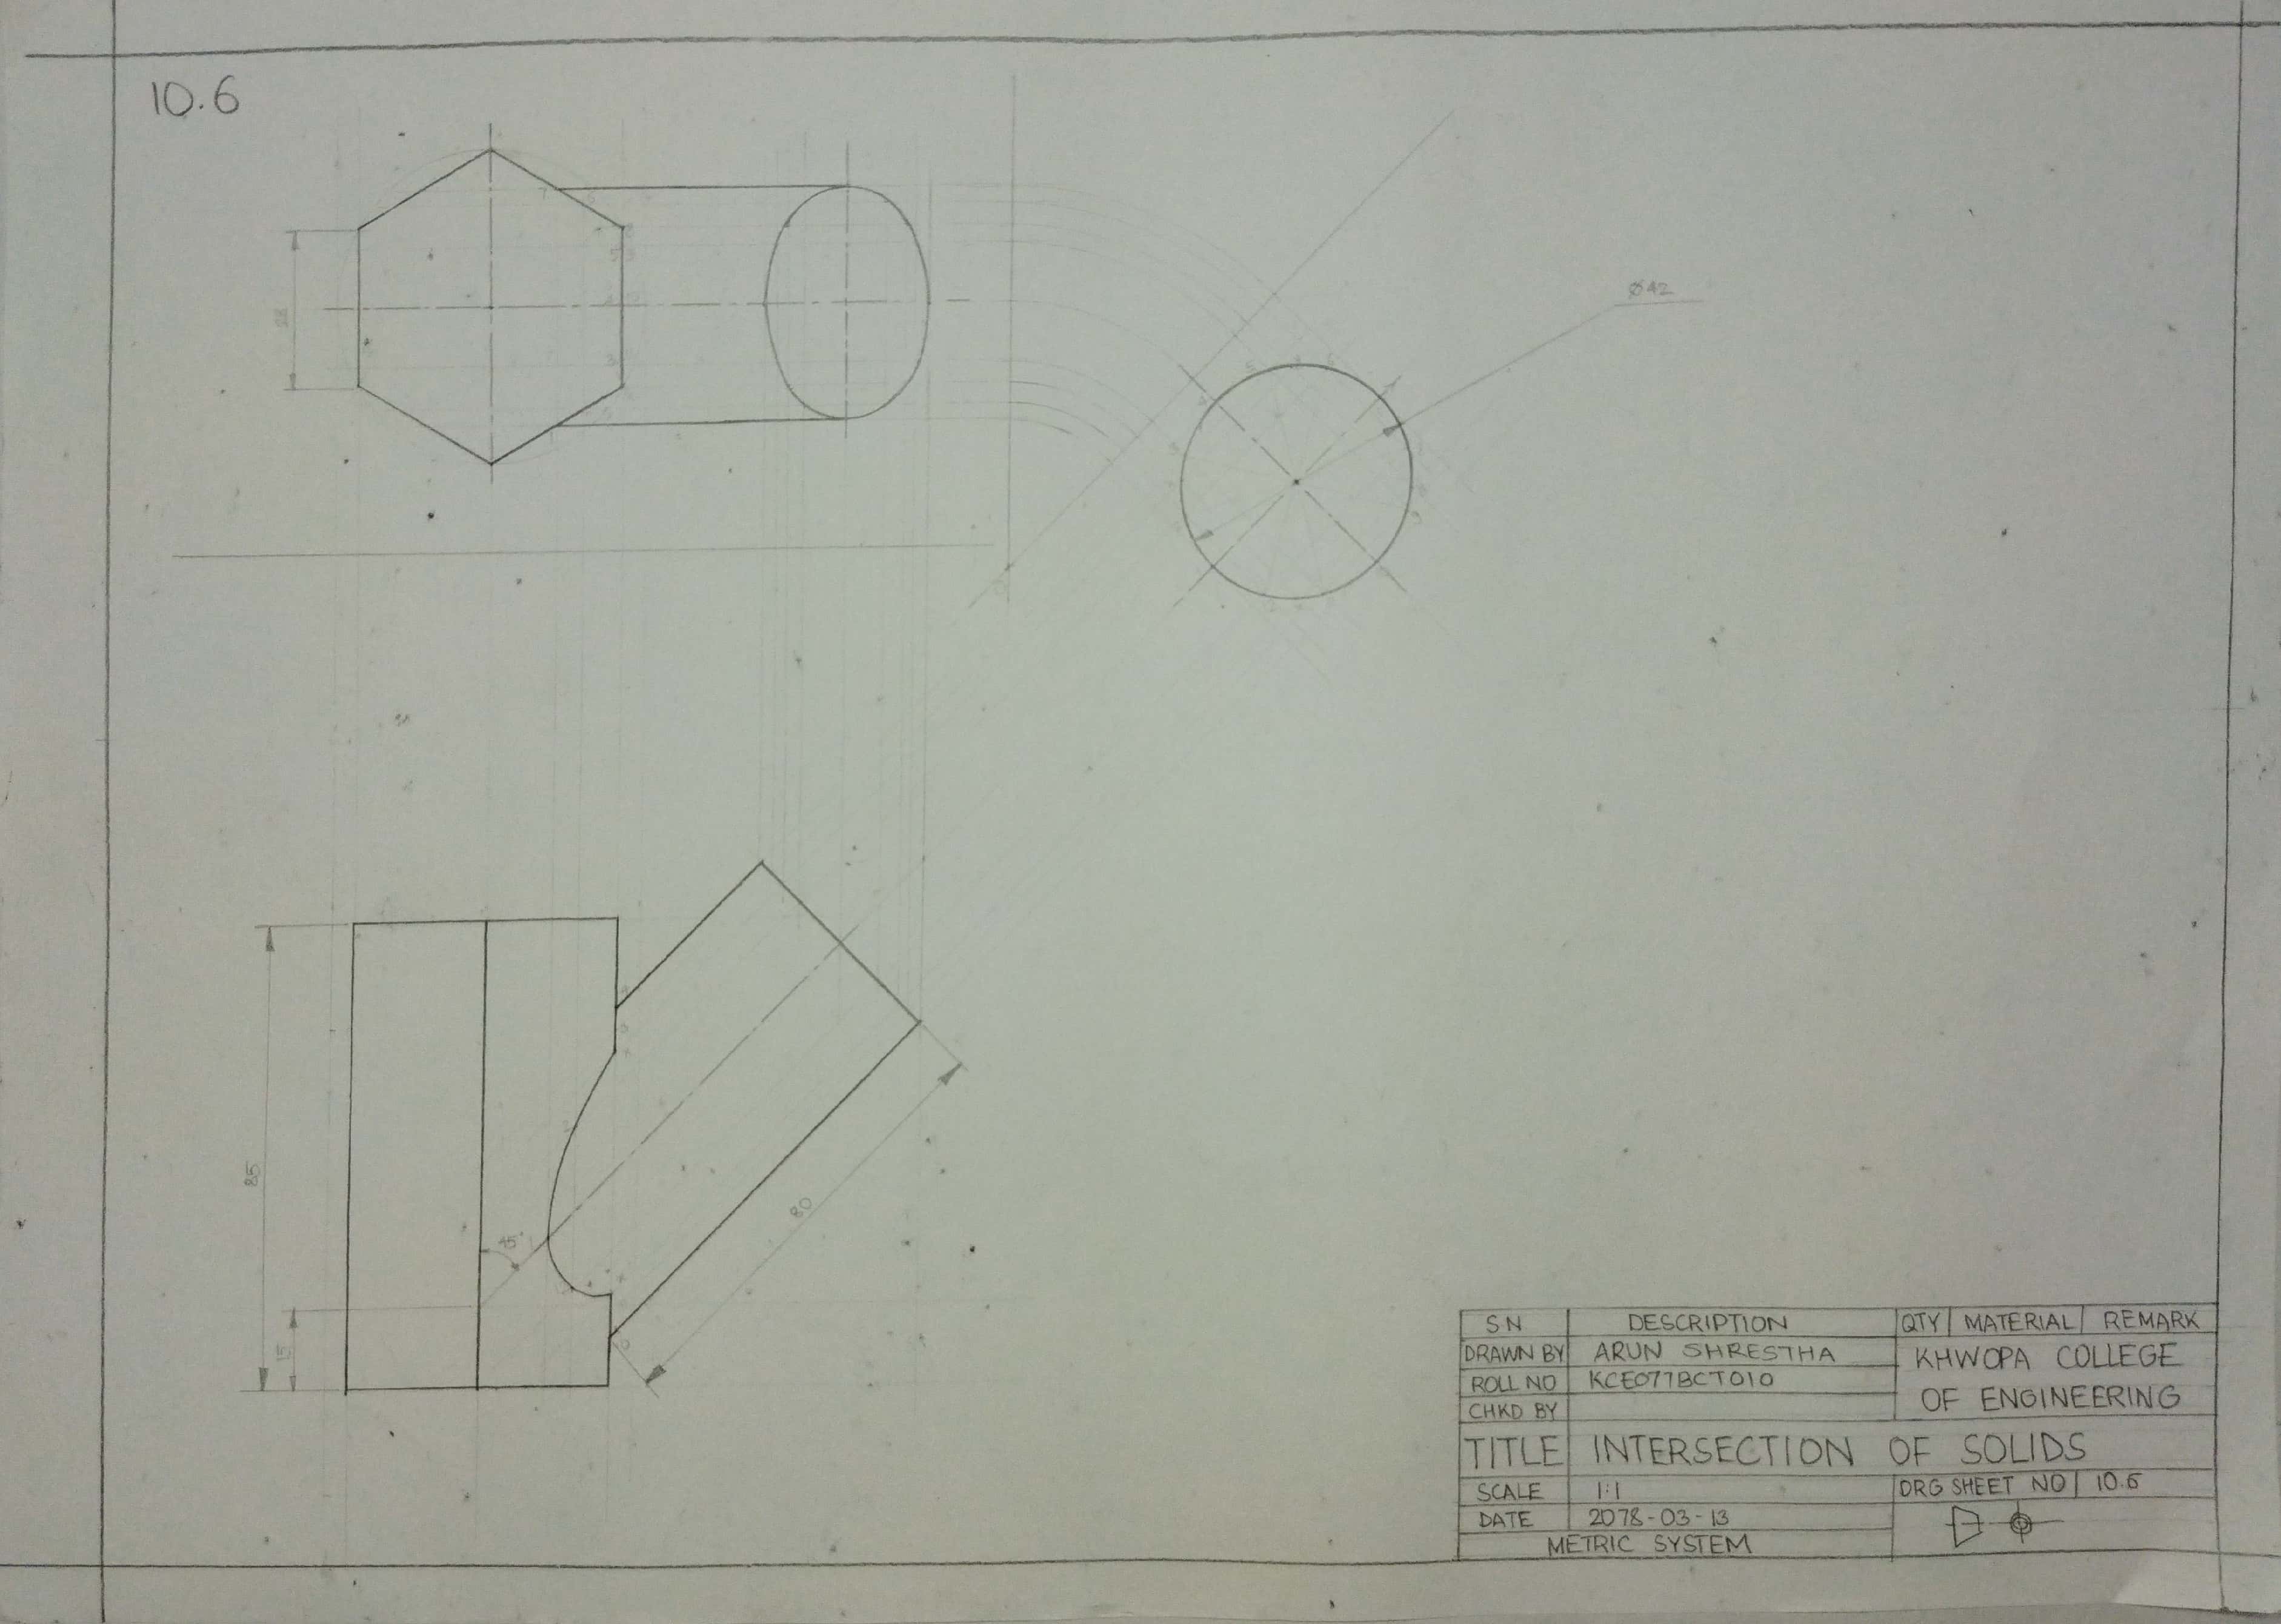 10.6
Ø42
85
15
45°
80
SN DESCRIPTION QTY MATERIAL REMARK
DRAWN BY ARUN SHRESTHA KHWOPA COLLEGE
ROLL NO KCE077BCT010 OF ENGINEERING
CHKD BY
TITLE INTERSECTION OF SOLIDS
SCALE 1:1 DRG SHEET NO 10.6
DATE 2078-03-13
METRIC SYSTEM